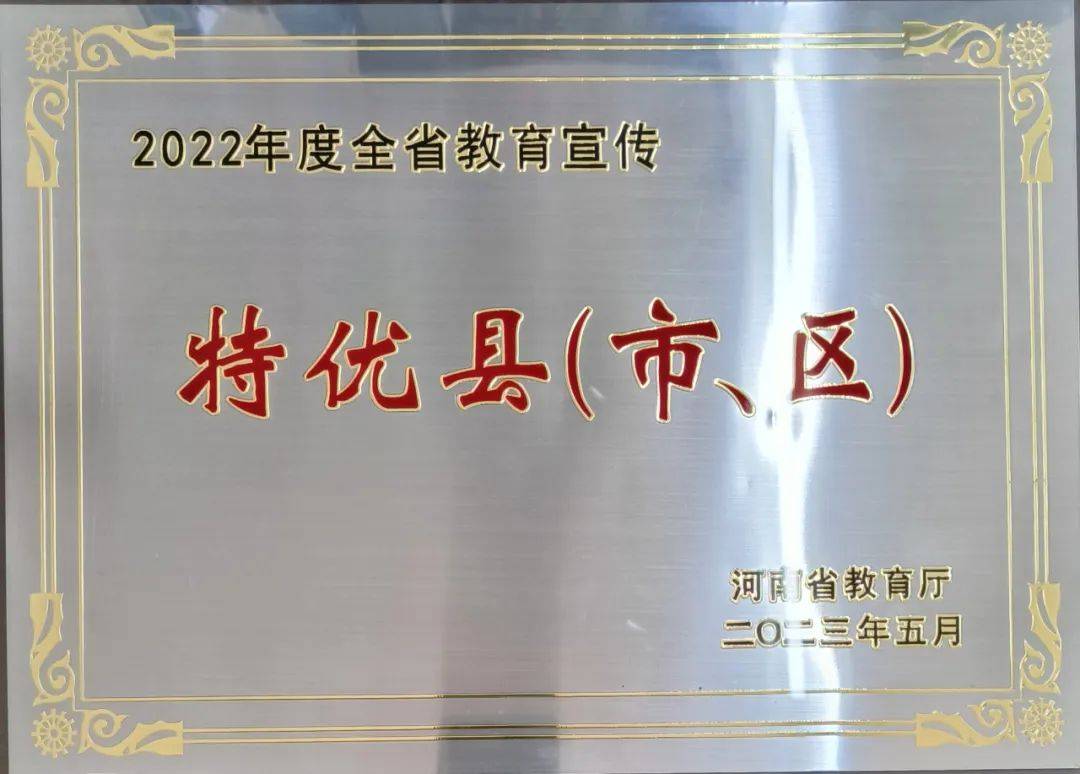 2022年度全省教育宣传
特优县(市、区)
河南省教育厅
二〇二三年五月